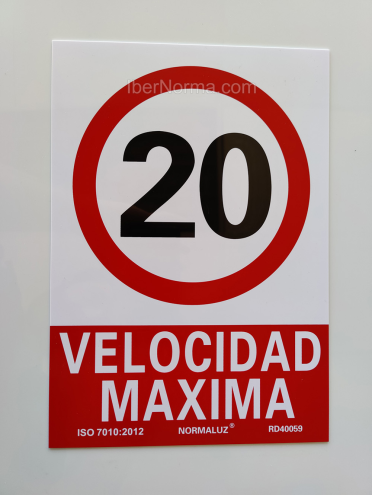 IberNorma.com
20
VELOCIDAD
MAXIMA
ISO 7010:2012 NORMALUZ® RD40059